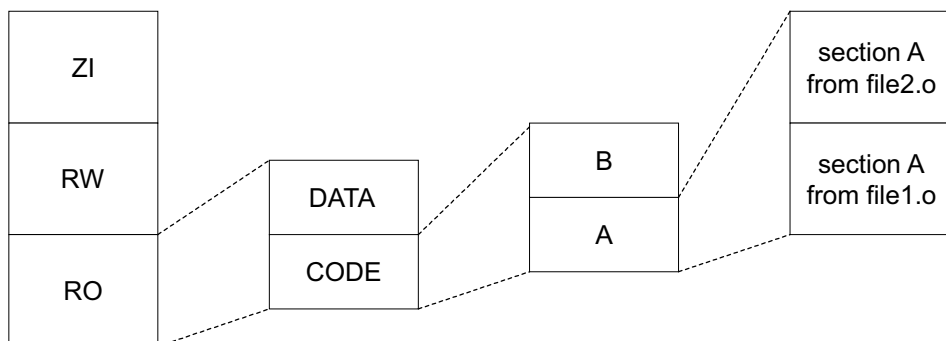 ZI
RW
RO
DATA
CODE
B
A
section A
from file2.o
section A
from file1.o